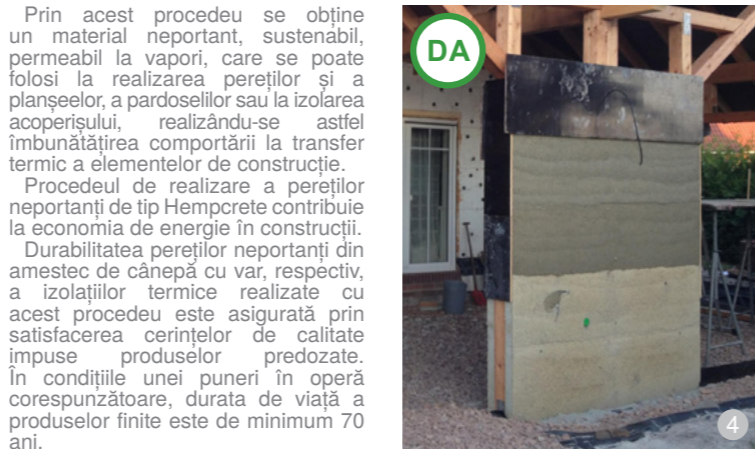 Prin acest procedeu se obține
un material neportant, sustenabil,
permeabil la vapori, care se poate
folosi la realizarea pereților și a
planșeelor, a pardoselilor sau la izolarea
acoperișului, realizându-se astfel
îmbunătățirea comportării la transfer
termic a elementelor de construcție.
Procedeul de realizare a pereților
neportanți de tip Hempcrete contribuie
la economia de energie în construcții.
Durabilitatea pereților neportanți din
amestec de cânepă cu var, respectiv,
a izolațiilor termice realizate cu
acest procedeu este asigurată prin
satisfacerea cerințelor de calitate
impuse produselor predozate.
În condițiile unei puneri în operă
corespunzătoare, durata de viață a
produselor finite este de minimum 70
ani.
DA
4